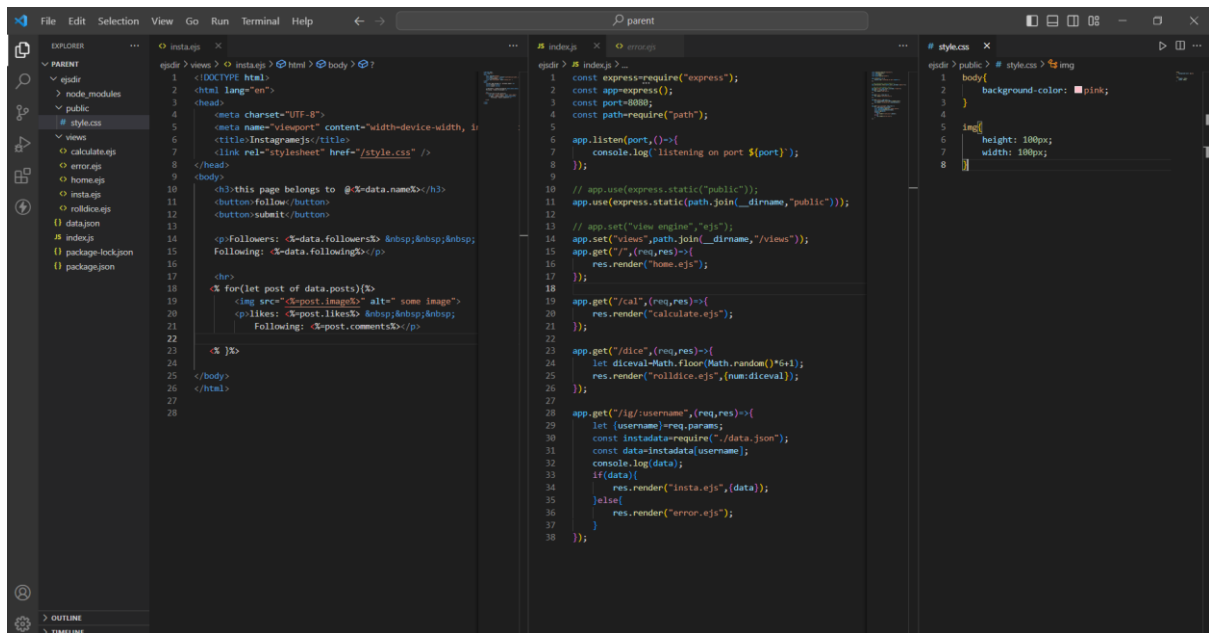 File Edit Selection View Go Run Terminal Help
parent
EXPLORER
PARENT
ejsdir
node_modules
public
# style.css
views
calculate.ejs
error.ejs
home.ejs
insta.ejs
rolldice.ejs
{} data.json
JS index.js
{} package-lock.json
{} package.json
OUTLINE
TIMELINE
insta.ejs
ejsdir > views > insta.ejs > html > body > ?
1 <!DOCTYPE html>
2 <html lang="en">
3 <head>
4 <meta charset="UTF-8">
5 <meta name="viewport" content="width=device-width, i
6 <title>Instagramejs</title>
7 <link rel="stylesheet" href="/style.css" />
8 </head>
9 <body>
10 <h3>this page belongs to @<%=data.name%></h3>
11 <button>follow</button>
12 <button>submit</button>
13
14 <p>Followers: <%=data.followers%> &nbsp;&nbsp;&nbsp;
15 Following: <%=data.following%></p>
16
17 <hr>
18 <% for(let post of data.posts){%>
19 <img src="<%=post.image%>" alt=" some image">
20 <p>likes: <%=post.likes%> &nbsp;&nbsp;&nbsp;
21 Following: <%=post.comments%></p>
22
23 <% }%>
24
25 </body>
26 </html>
27
28
JS index.js error.ejs
ejsdir > JS index.js > ...
1 const express=require("express");
2 const app=express();
3 const port=8080;
4 const path=require("path");
5
6 app.listen(port,()=>{
7 console.log(`listening on port ${port}`);
8 });
9
10 // app.use(express.static("public"));
11 app.use(express.static(path.join(__dirname,"public")));
12
13 // app.set("view engine","ejs");
14 app.set("views",path.join(__dirname,"/views"));
15 app.get("/",(req,res)=>{
16 res.render("home.ejs");
17 });
18
19 app.get("/cal",(req,res)=>{
20 res.render("calculate.ejs");
21 });
22
23 app.get("/dice",(req,res)=>{
24 let diceval=Math.floor(Math.random()*6+1);
25 res.render("rolldice.ejs",{num:diceval});
26 });
27
28 app.get("/ig/:username",(req,res)=>{
29 let {username}=req.params;
30 const instadata=require("./data.json");
31 const data=instadata[username];
32 console.log(data);
33 if(data){
34 res.render("insta.ejs",{data});
35 }else{
36 res.render("error.ejs");
37 }
38 });
# style.css
ejsdir > public > # style.css > img
1 body{
2 background-color: pink;
3 }
4
5 img{
6 height: 100px;
7 width: 100px;
8 }